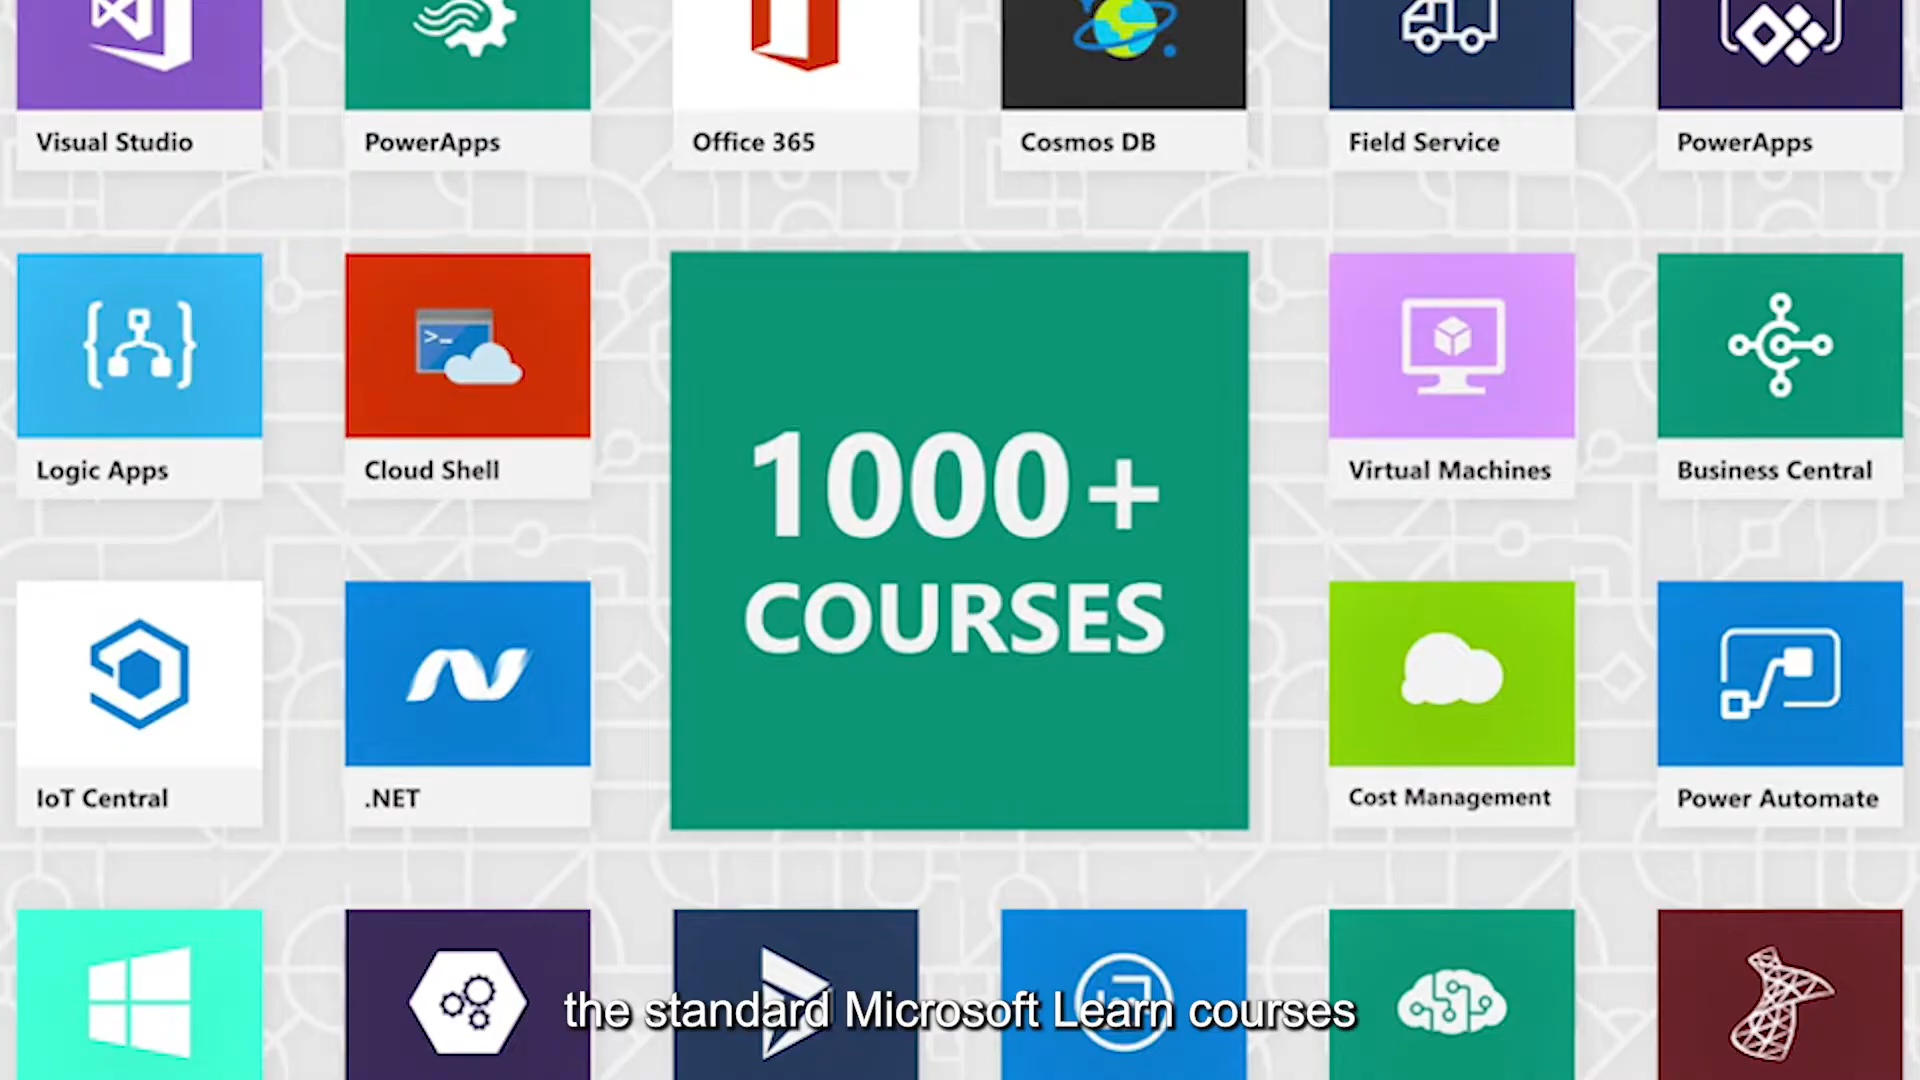 Visual Studio
PowerApps
Office 365
Cosmos DB
Field Service
PowerApps
Logic Apps
Cloud Shell
1000+
COURSES
Virtual Machines
Business Central
IoT Central
.NET
Cost Management
Power Automate
the standard Microsoft Learn courses